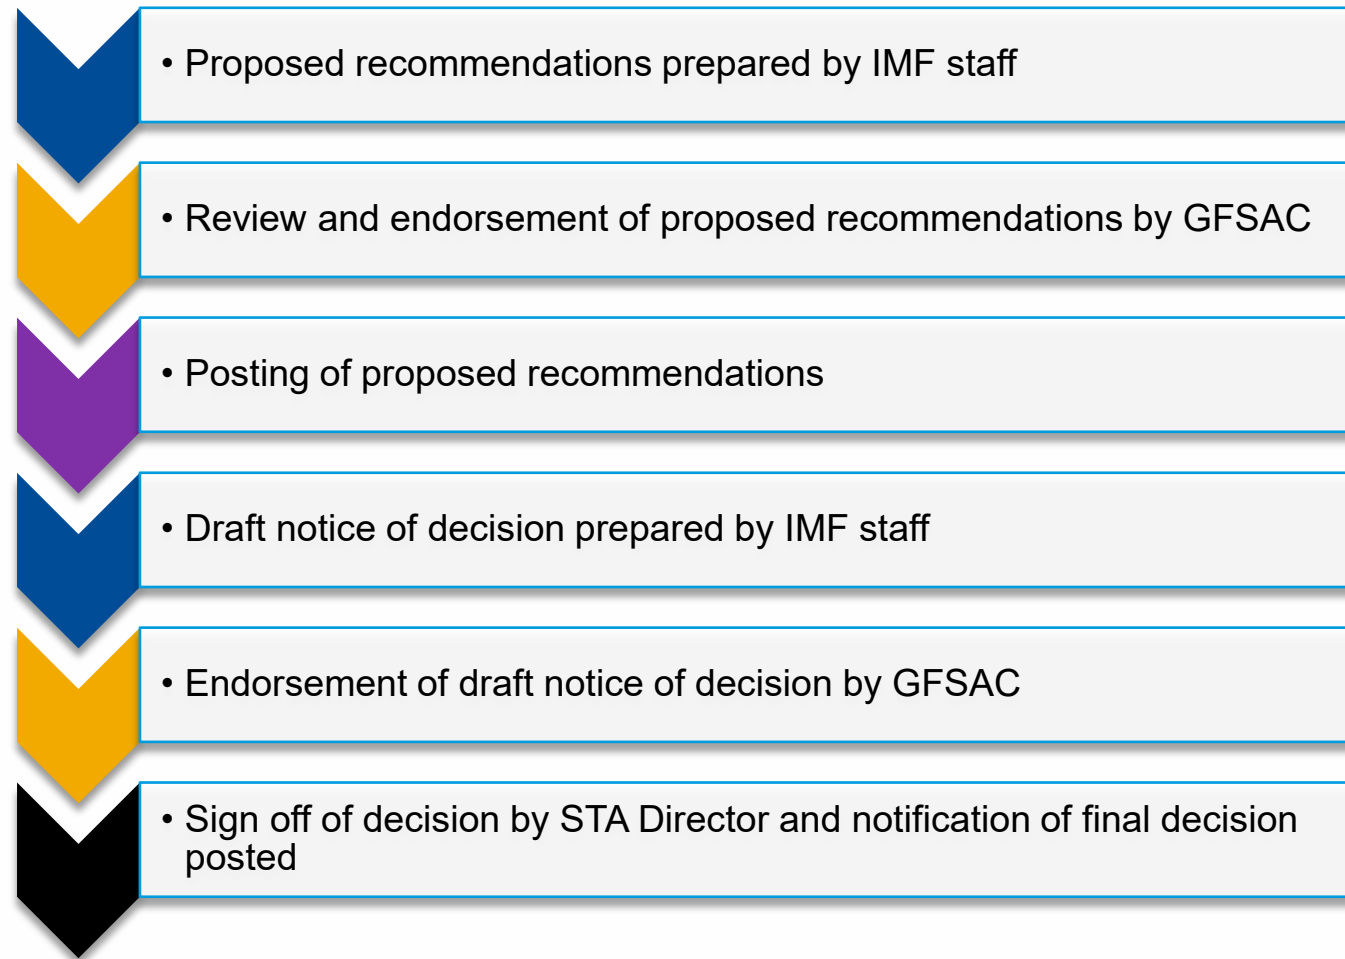 • Proposed recommendations prepared by IMF staff
• Review and endorsement of proposed recommendations by GFSAC
• Posting of proposed recommendations
• Draft notice of decision prepared by IMF staff
• Endorsement of draft notice of decision by GFSAC
• Sign off of decision by STA Director and notification of final decision
posted